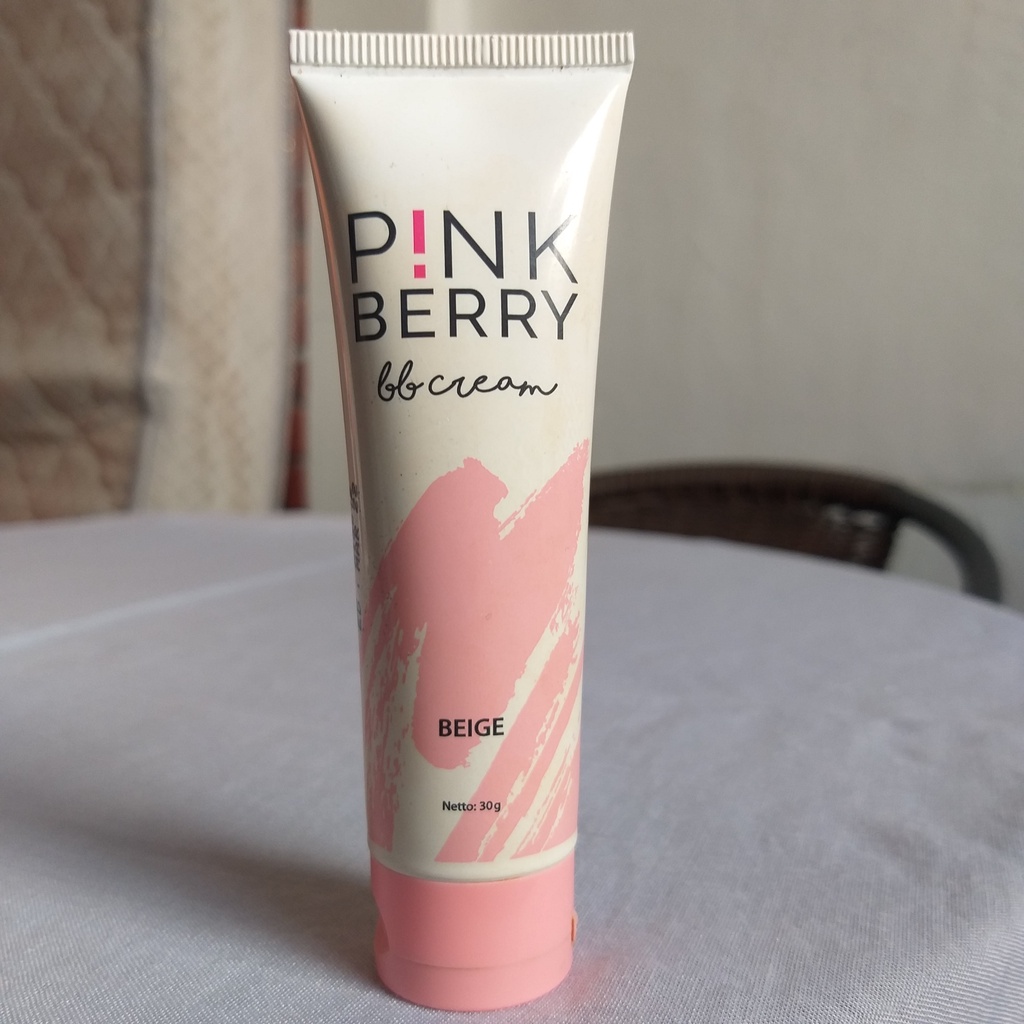 P!NK
BERRY
bb cream
BEIGE
Netto: 30g